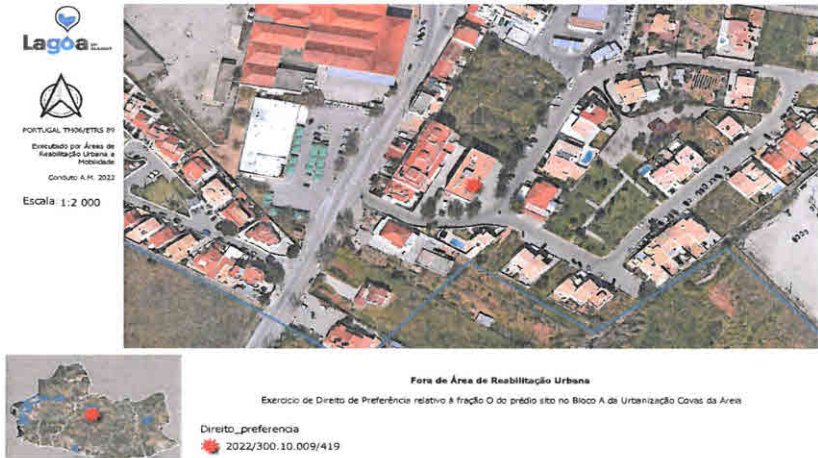 Lagoa
PORTUGAL TM06/ETRS 89
Executado por Áreas de
Reabilitação Urbana e
Mobilidade
Conduto A.M. 2022
Escala 1:2 000
Fora de Área de Reabilitação Urbana
Exercício de Direito de Preferência relativo à fração O do prédio sito no Bloco A da Urbanização Covas da Areia
Direito_preferencia
2022/300.10.009/419